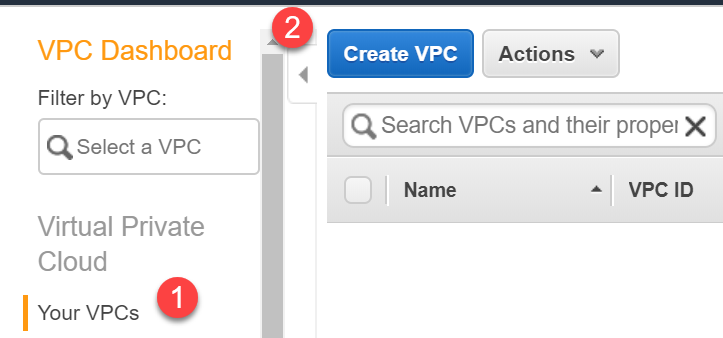 VPC Dashboard
Filter by VPC:
Select a VPC
Virtual Private
Cloud
Your VPCs
1
2
Create VPC
Actions
Search VPCs and their proper
Name
VPC ID